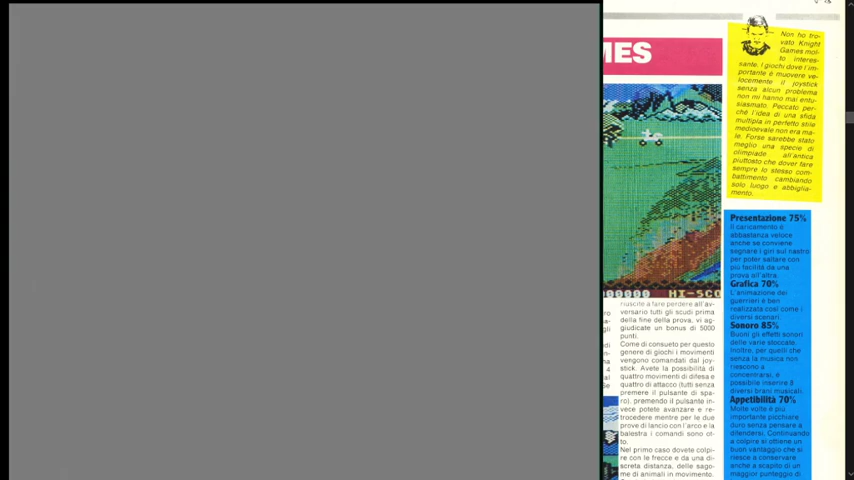 MES
000000 HI-SCO
riuscite a fare perdere all'av-
versario tutti gli scudi prima
della fine della prova, vi ag-
giudicate un bonus di 5000
punti.
Come di consueto per questo
genere di giochi i movimenti
vengono comandati dal joy-
stick. Avete la possibilità di
quattro movimenti di difesa e
quattro di attacco (tutti senza
premere il pulsante di spa-
ro), premendo il pulsante in-
vece potete avanzare e re-
trocedere mentre per le due
prove di lancio con l'arco e la
balestra i comandi sono ot-
to.
Nel primo caso dovete colpi-
re con le frecce e da una di-
screta distanza, delle sago-
me di animali in movimento.
Non ho tro-
vato Knight
Games mol-
to interes-
sante. I giochi dove l'im-
portante è muovere ve-
locemente il joystick
senza alcun problema
non mi hanno mai entu-
siasmato. Peccato per-
ché l'idea di una sfida
multipla in perfetto stile
medioevale non era ma-
le. Forse sarebbe stato
meglio una specie di
olimpiade all'antica
piuttosto che dover fare
sempre lo stesso com-
battimento cambiando
solo luogo e abbiglia-
mento.
Presentazione 75%
Il caricamento è
abbastanza veloce
anche se conviene
segnare i giri sul nastro
per poter saltare con
più facilità da una
prova all'altra.
Grafica 70%
L'animazione dei
guerrieri è ben
realizzata così come i
diversi scenari.
Sonoro 85%
Buoni gli effetti sonori
delle varie stoccate.
Inoltre, per quelli che
senza la musica non
riescono a
concentrarsi, è
possibile inserire 8
diversi brani musicali.
Appetibilità 70%
Molte volte è più
importante picchiare
duro senza pensare a
difendersi. Continuando
a colpire si ottiene un
buon vantaggio che si
riesce a conservare
anche a scapito di un
maggior punteggio di